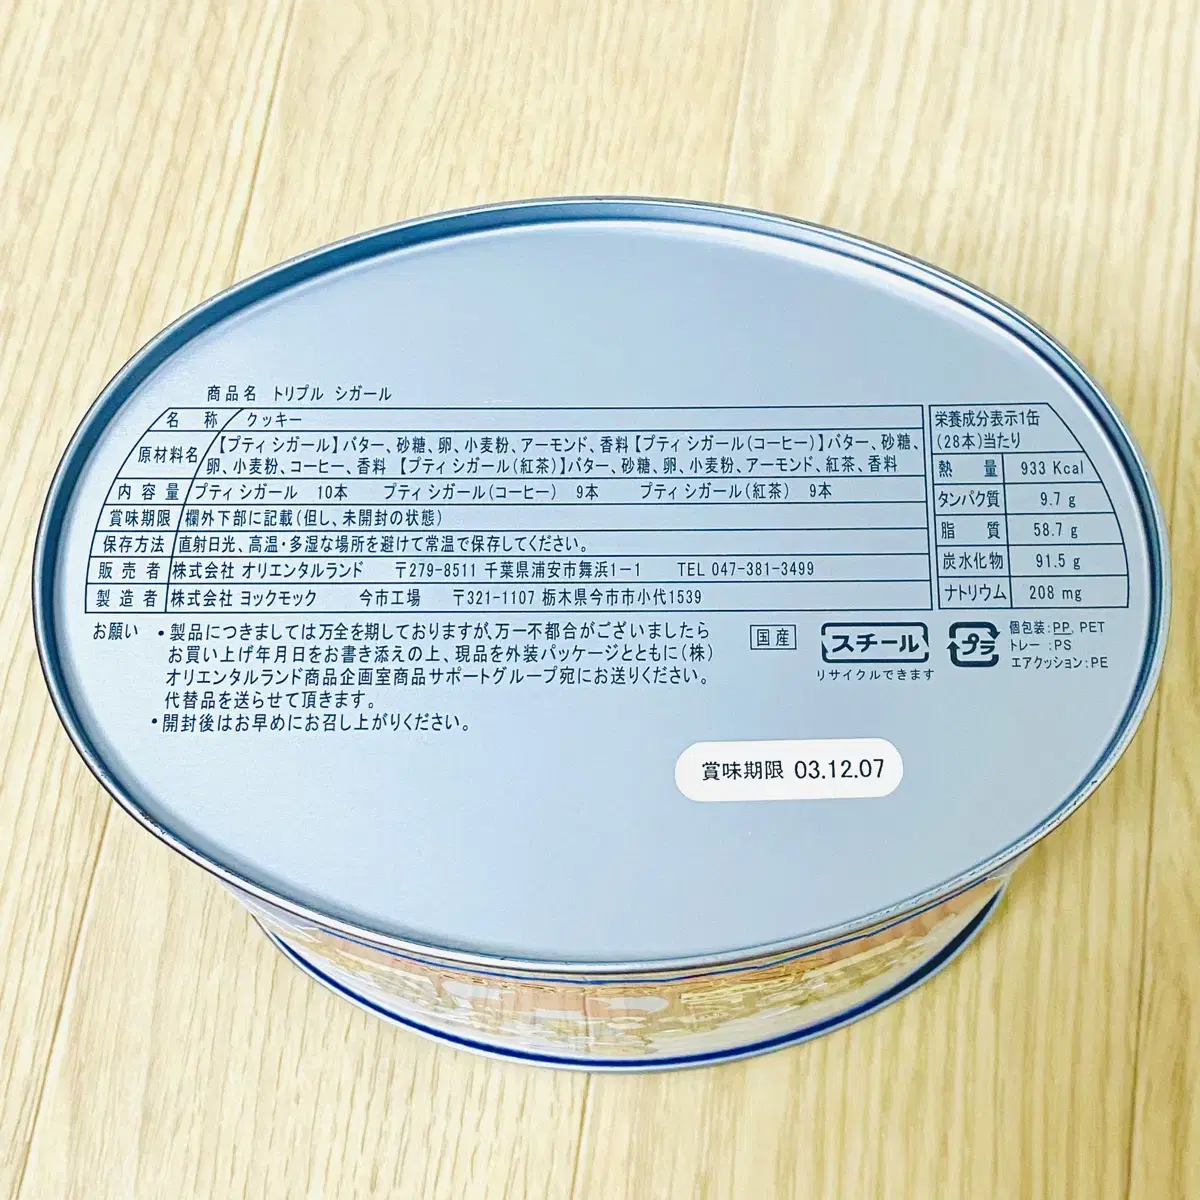 商品名 トリプル シガール
名 称 クッキー
原材料名 【プティ シガール】バター、砂糖、卵、小麦粉、アーモンド、香料【プティ シガール(コーヒー)】バター、砂糖、
卵、小麦粉、コーヒー、香料 【プティ シガール(紅茶)】バター、砂糖、卵、小麦粉、アーモンド、紅茶、香料
内 容 量 プティ シガール 10本 プティ シガール(コーヒー) 9本 プティ シガール(紅茶) 9本
賞味期限 欄外下部に記載(但し、未開封の状態)
保存方法 直射日光、高温・多湿な場所を避けて常温で保存してください。
販 売 者 株式会社 オリエンタルランド 〒279-8511 千葉県浦安市舞浜1-1 TEL 047-381-3499
製 造 者 株式会社 ヨックモック 今市工場 〒321-1107 栃木県今市市小代1539
栄養成分表示1缶
(28本)当たり
熱 量 933 Kcal
タンパク質 9.7 g
脂 質 58.7 g
炭水化物 91.5 g
ナトリウム 208 mg
お願い ・製品につきましては万全を期しておりますが、万一不都合がございましたら
お買い上げ年月日をお書き添えの上、現品を外装パッケージとともに(株)
オリエンタルランド商品企画室商品サポートグループ宛にお送りください。
代替品を送らせて頂きます。
・開封後はお早めにお召し上がりください。
国産
スチール
リサイクルできます
プラ
個包装:PP, PET
トレー :PS
エアクッション:PE
賞味期限 03.12.07